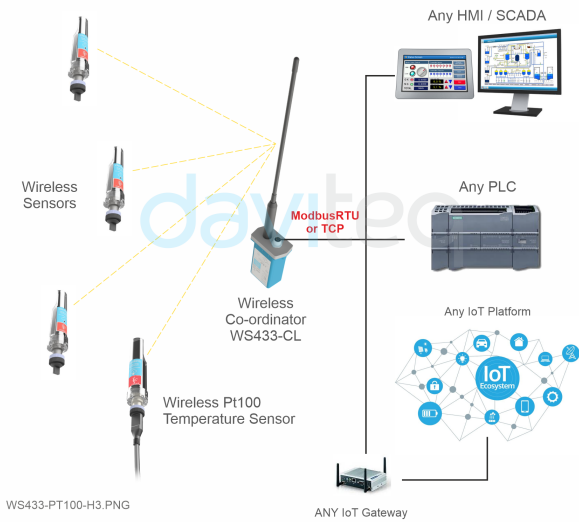 Any HMI / SCADA
Wireless
Sensors
daviteq
ModbusRTU
or TCP
Any PLC
Wireless
Co-ordinator
WS433-CL
Any IoT Platform
IoT
Ecosystem
Wireless Pt100
Temperature Sensor
WS433-PT100-H3.PNG
ANY IoT Gateway